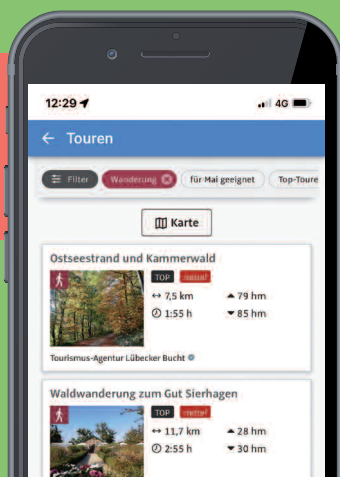 12:29
4G
Touren
Filter
Wanderung
für Mai geeignet
Top-Toure
Karte
Ostseestrand und Kammerwald
TOP mittel
7,5 km
79 hm
1:55 h
85 hm
Tourismus-Agentur Lübecker Bucht
Waldwanderung zum Gut Sierhagen
TOP mittel
11,7 km
28 hm
2:55 h
30 hm